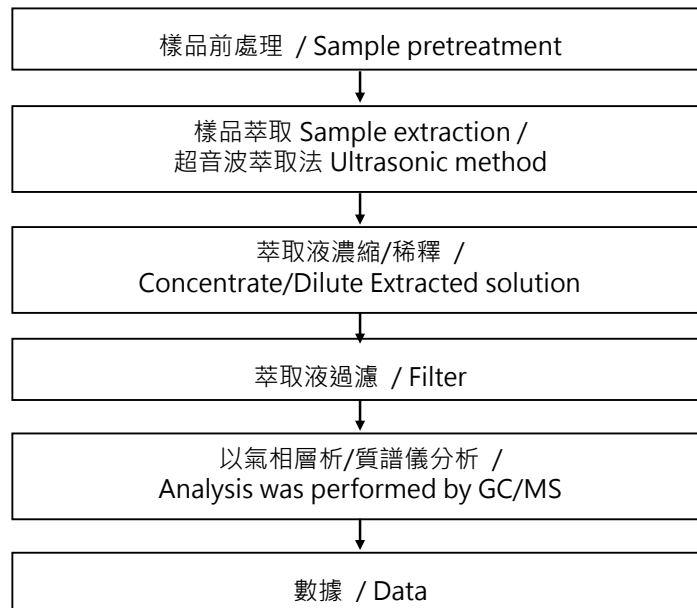 樣品前處理 / Sample pretreatment
樣品萃取 Sample extraction /
超音波萃取法 Ultrasonic method
萃取液濃縮/稀釋 /
Concentrate/Dilute Extracted solution
萃取液過濾 / Filter
以氣相層析/質譜儀分析 /
Analysis was performed by GC/MS
數據 / Data